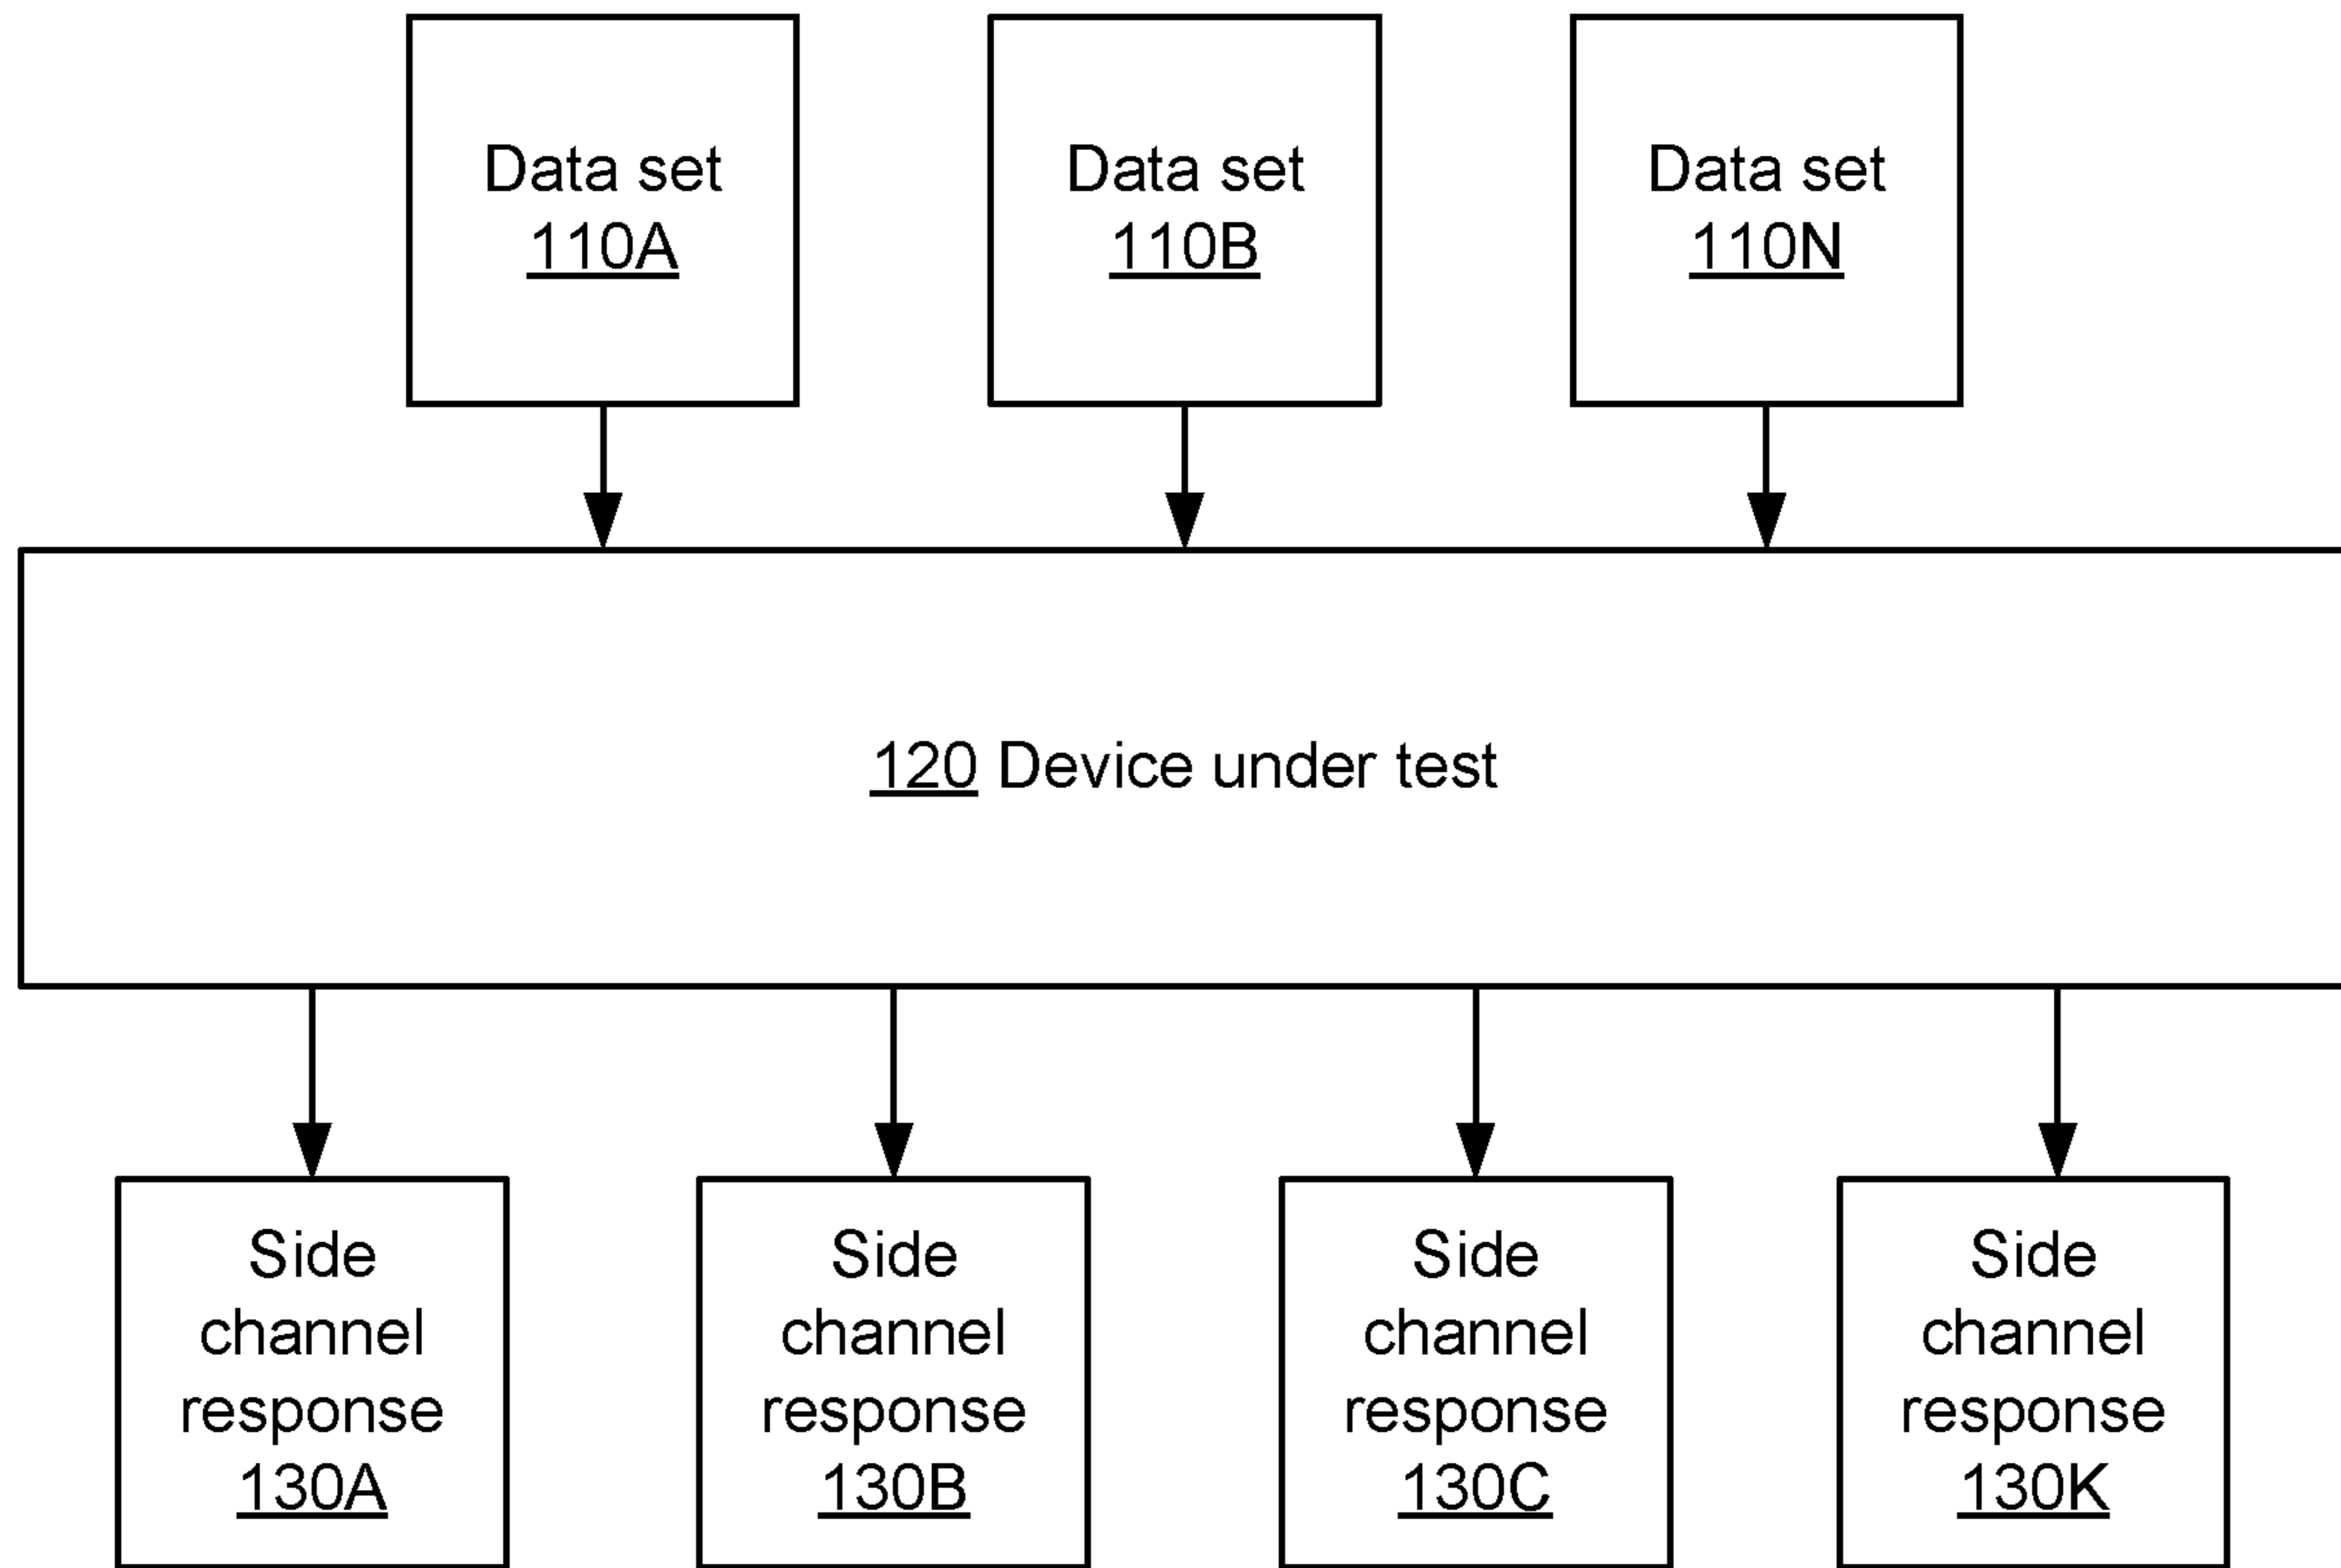 Data set
110A
Data set
110B
Data set
110N
120 Device under test
Side
channel
response
130A
Side
channel
response
130B
Side
channel
response
130C
Side
channel
response
130K